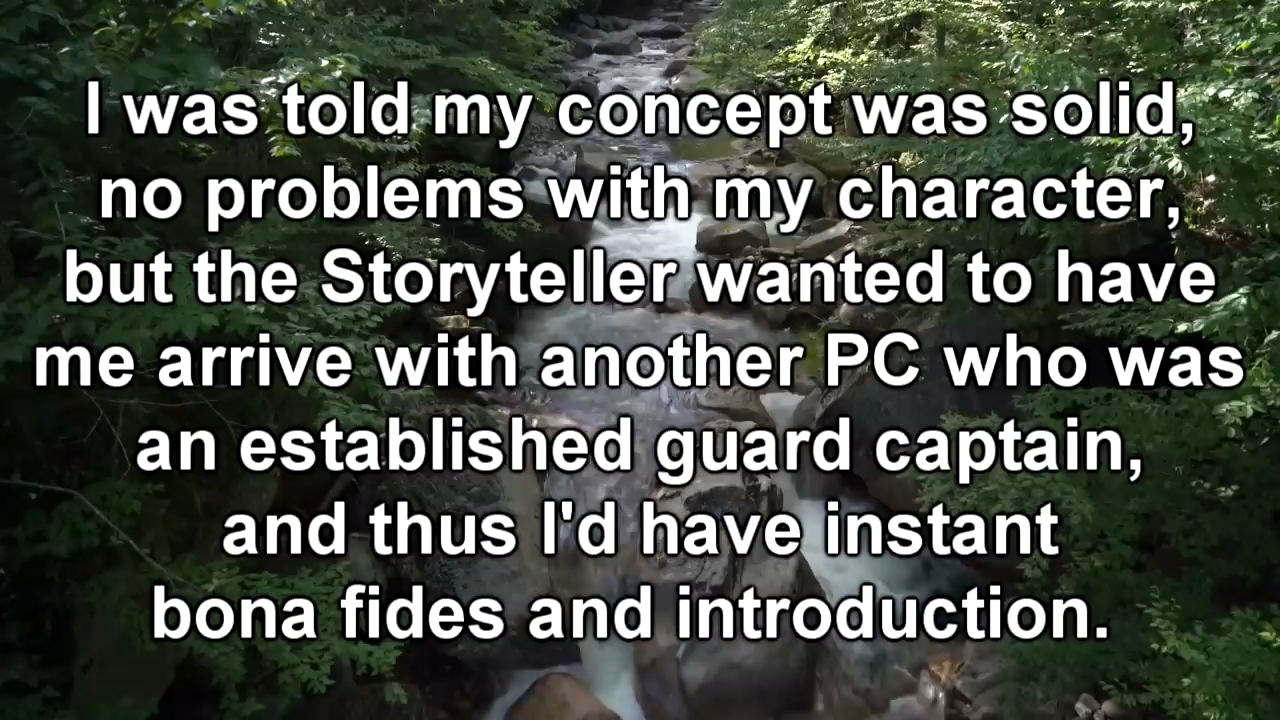 I was told my concept was solid,
no problems with my character,
but the Storyteller wanted to have
me arrive with another PC who was
an established guard captain,
and thus I'd have instant
bona fides and introduction.